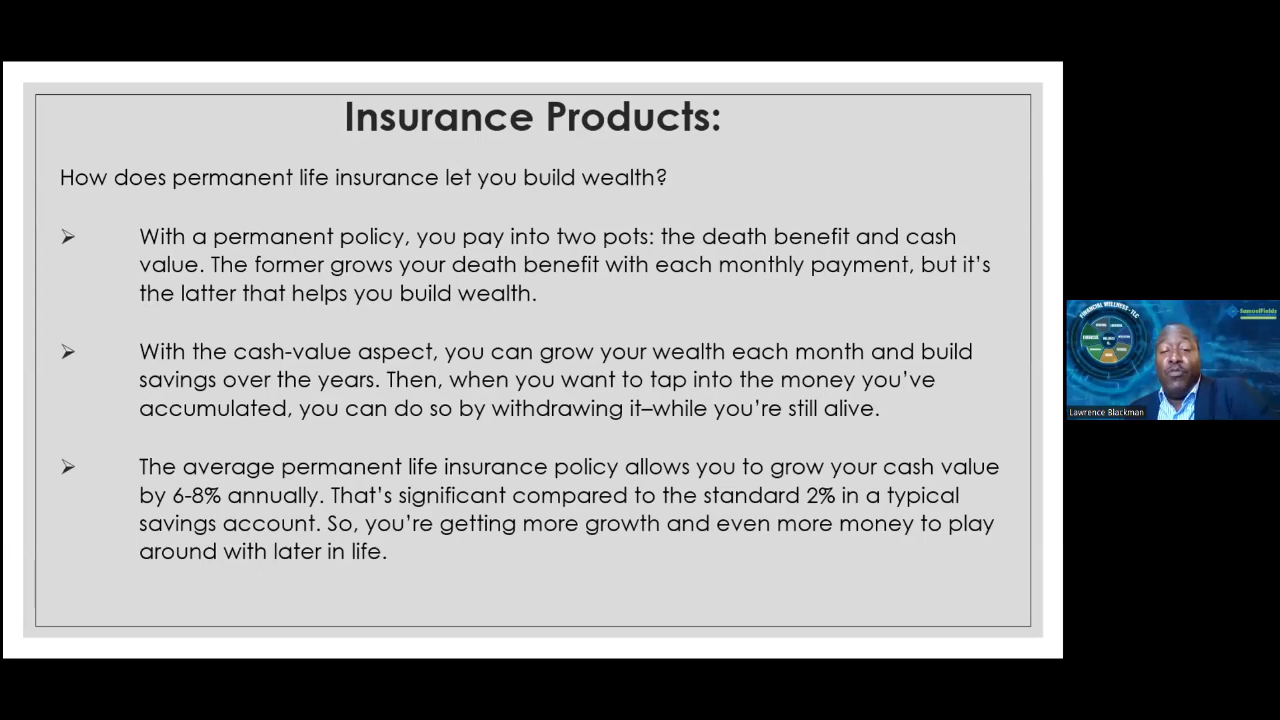 Insurance Products:
How does permanent life insurance let you build wealth?
➢ With a permanent policy, you pay into two pots: the death benefit and cash
value. The former grows your death benefit with each monthly payment, but it's
the latter that helps you build wealth.
➢ With the cash-value aspect, you can grow your wealth each month and build
savings over the years. Then, when you want to tap into the money you've
accumulated, you can do so by withdrawing it–while you're still alive.
➢ The average permanent life insurance policy allows you to grow your cash value
by 6-8% annually. That's significant compared to the standard 2% in a typical
savings account. So, you're getting more growth and even more money to play
around with later in life.
FINANCIAL WELLNESS - TLC
SamuelFields
Lawrence Blackman